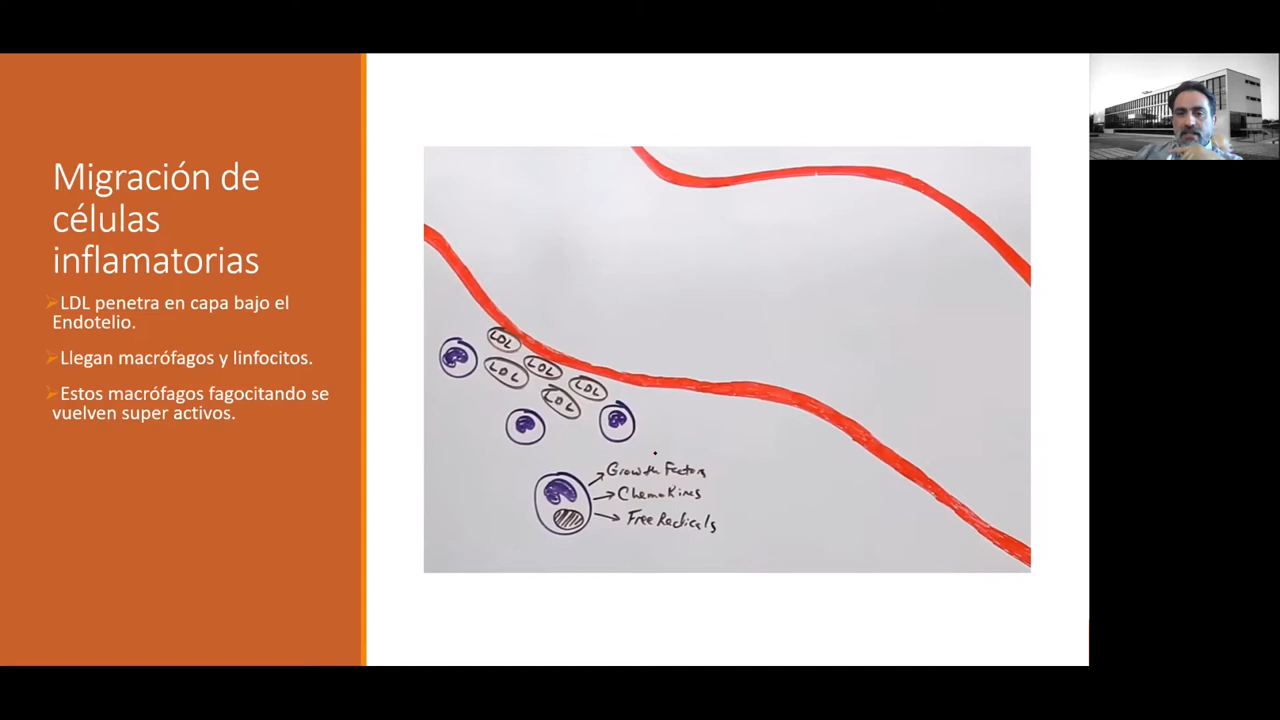 Migración de
células
inflamatorias
LDL penetra en capa bajo el
Endotelio.
Llegan macrófagos y linfocitos.
Estos macrófagos fagocitando se
vuelven super activos.
LDL
LDL
LDL
LDL
LDL
Growth Factors
Chemokines
Free Radicals